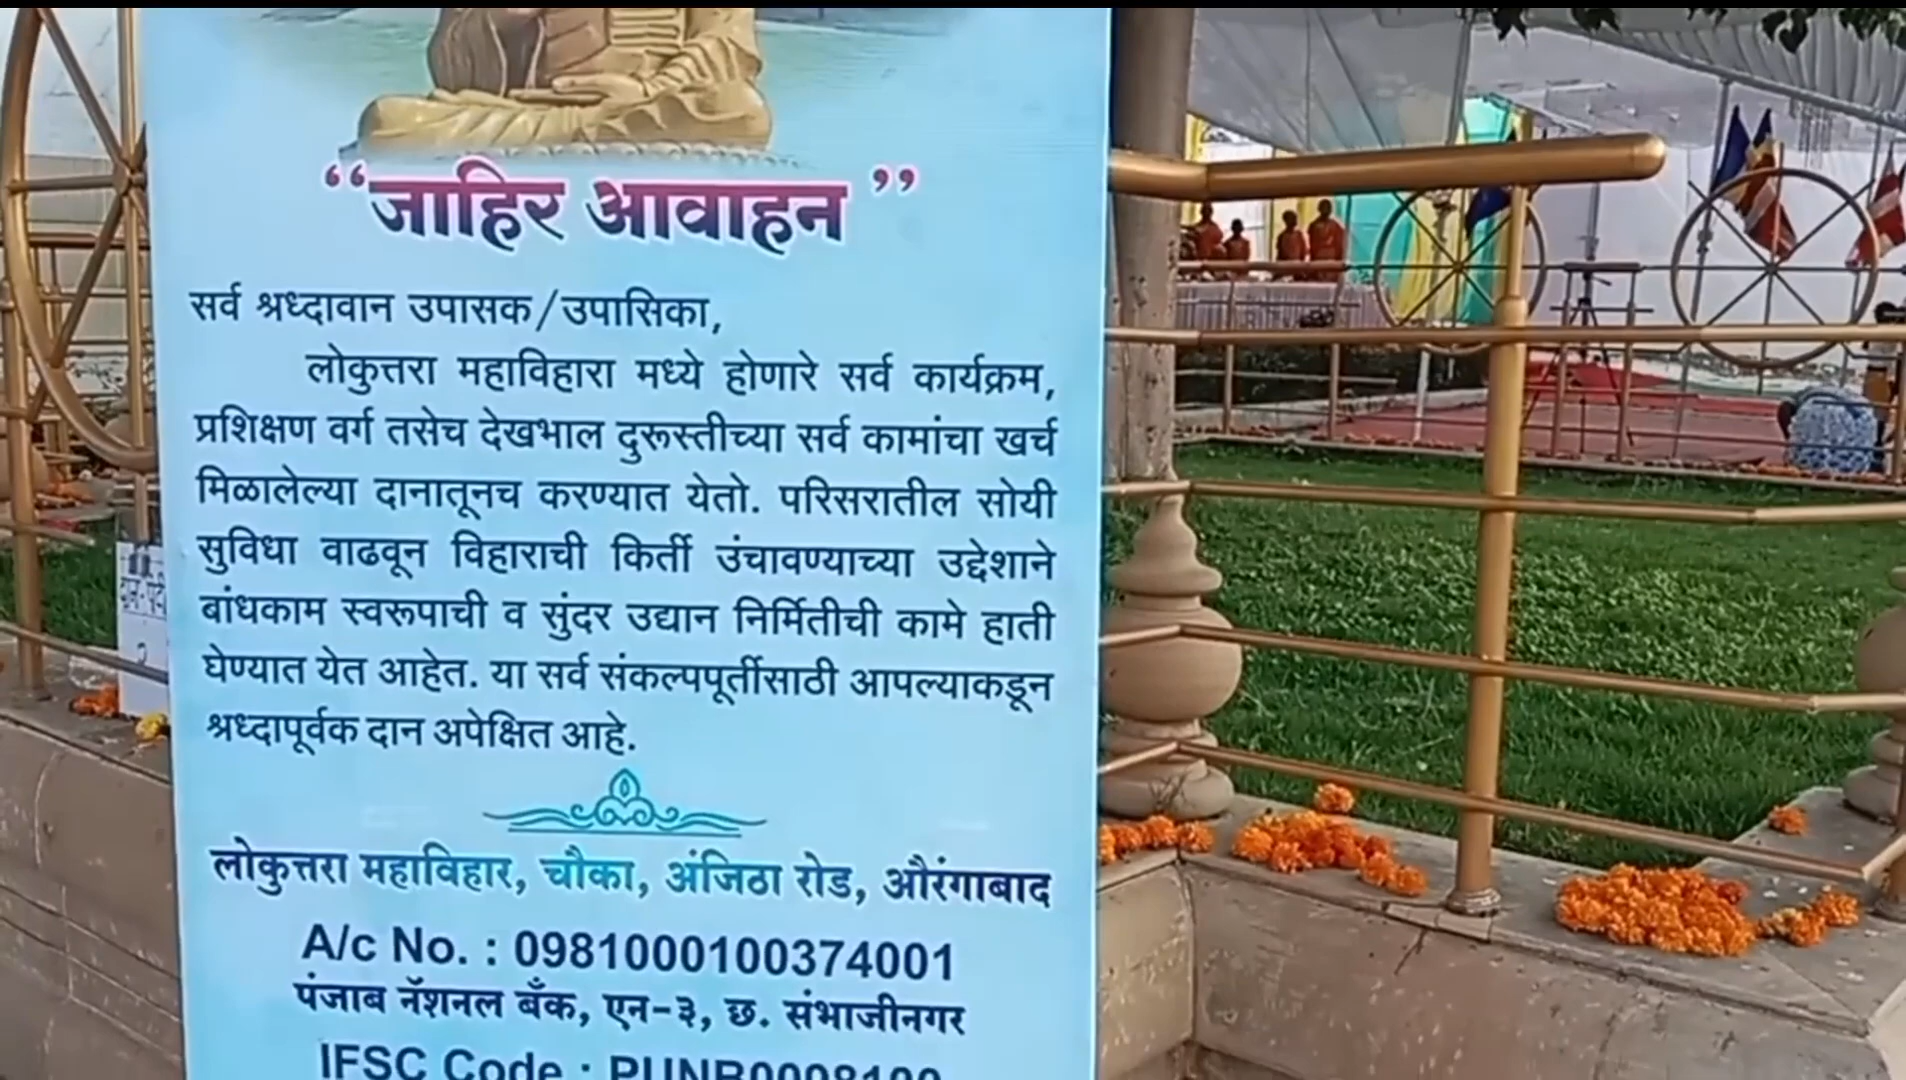 “जाहिर आवाहन”
सर्व श्रध्दावान उपासक/उपासिका,
लोकुत्तरा महाविहारा मध्ये होणारे सर्व कार्यक्रम,
प्रशिक्षण वर्ग तसेच देखभाल दुरूस्तीच्या सर्व कामांचा खर्च
मिळालेल्या दानातूनच करण्यात येतो. परिसरातील सोयी
सुविधा वाढवून विहाराची किर्ती उंचावण्याच्या उद्देशाने
बांधकाम स्वरूपाची व सुंदर उद्यान निर्मितीची कामे हाती
घेण्यात येत आहेत. या सर्व संकल्पपूर्तीसाठी आपल्याकडून
श्रध्दापूर्वक दान अपेक्षित आहे.
लोकुत्तरा महाविहार, चौका, अंजिठा रोड, औरंगाबाद
A/c No. : 0981000100374001
पंजाब नॅशनल बँक, एन-३, छ. संभाजीनगर
IFSC Code :